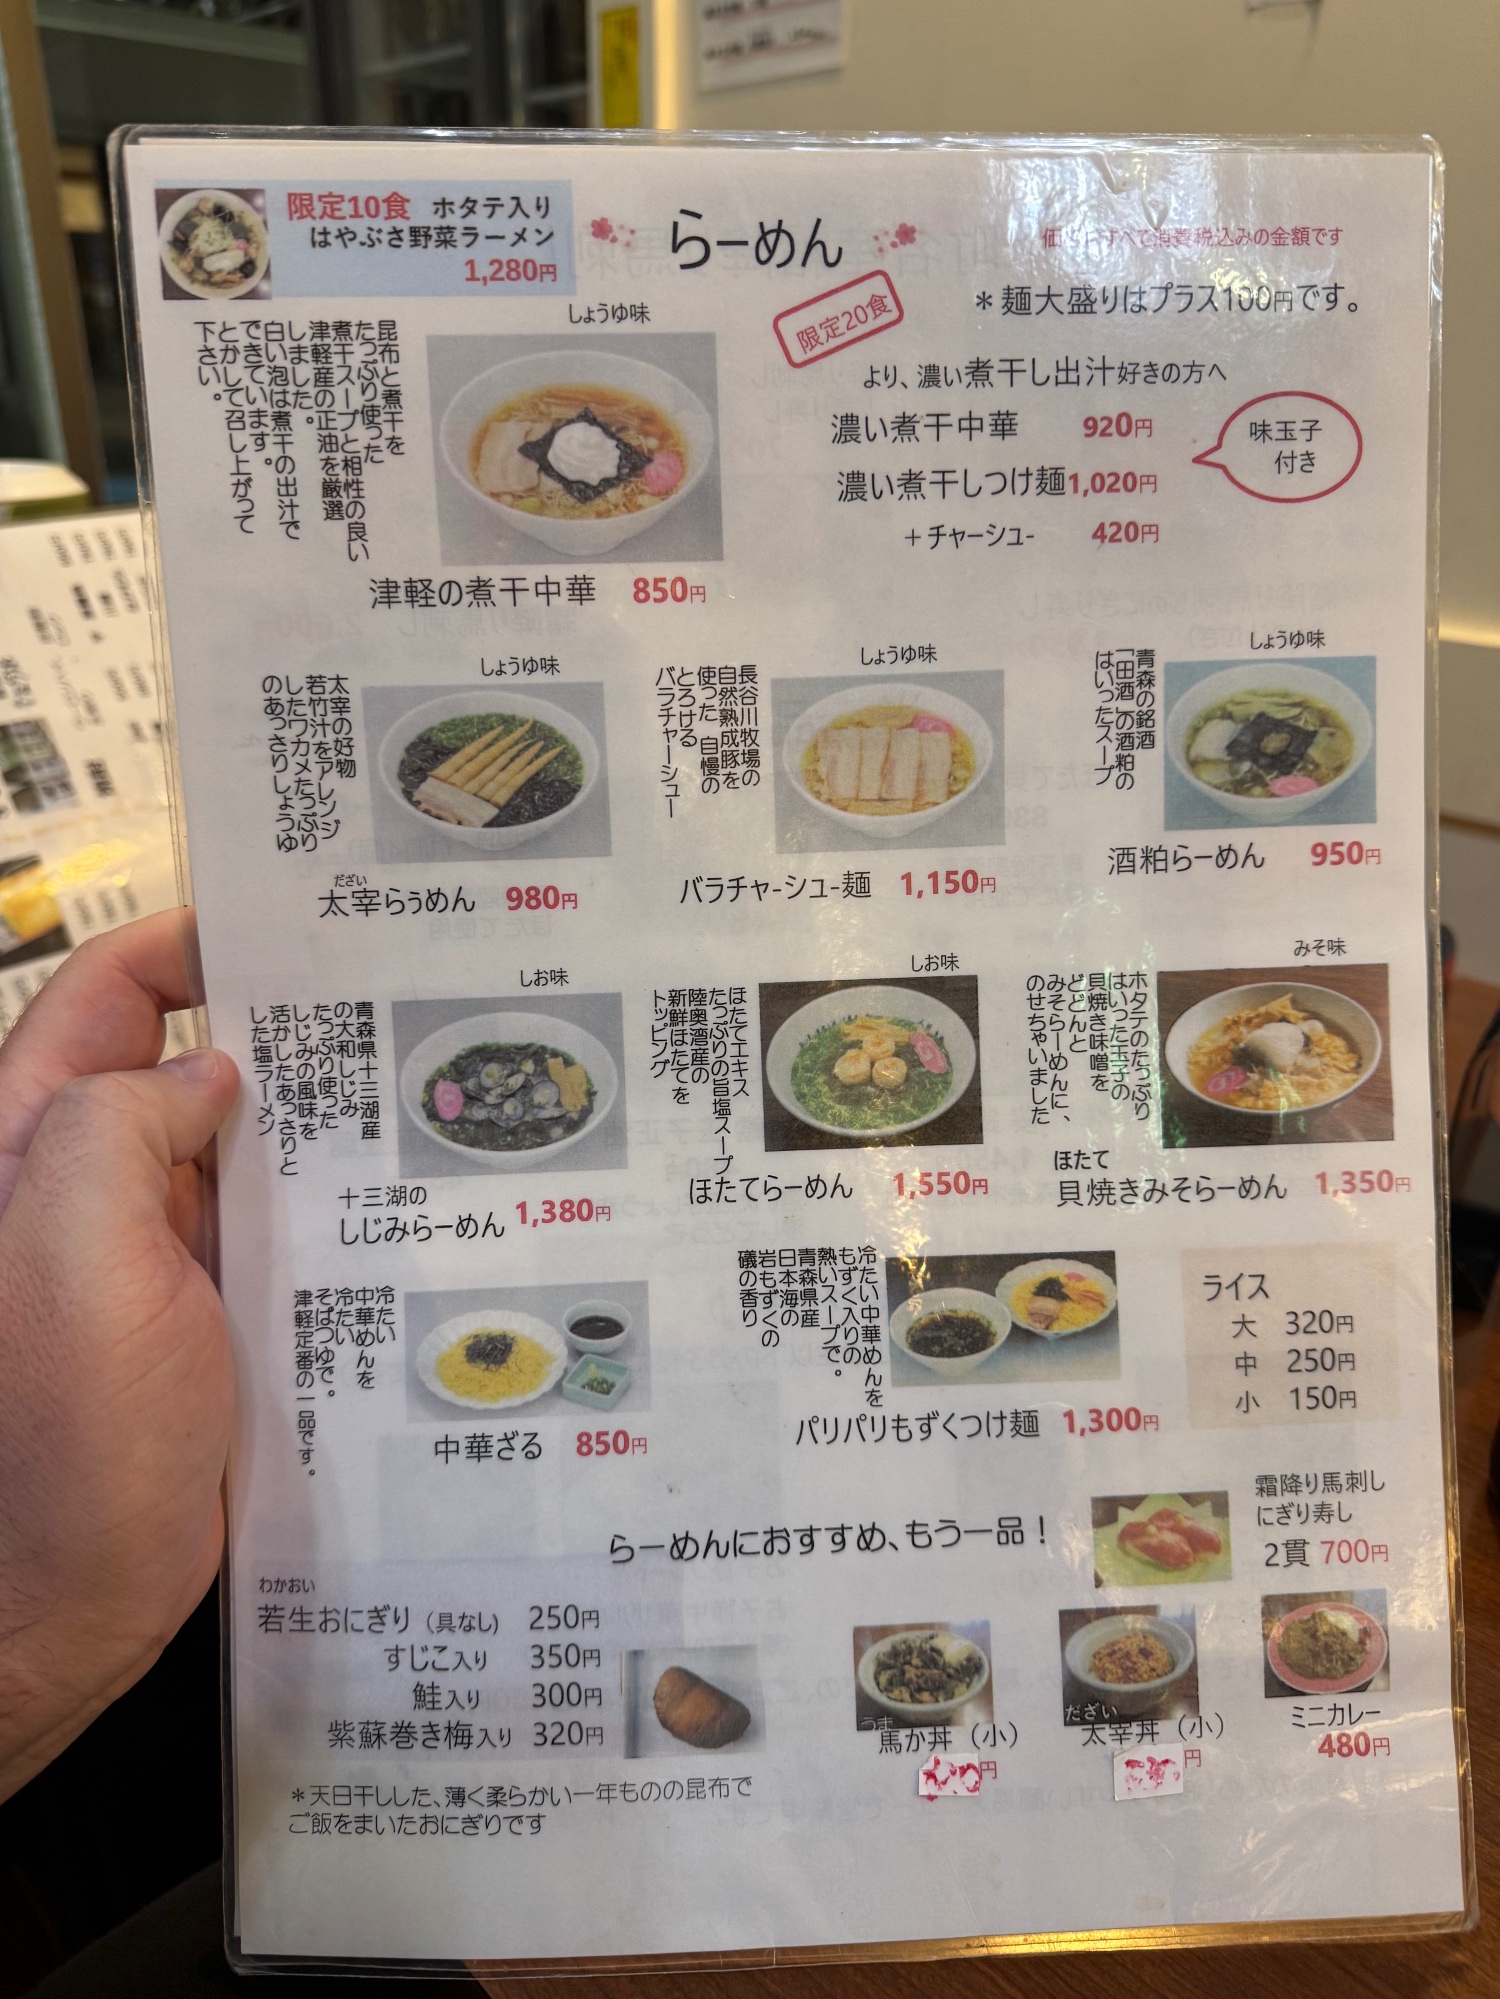 限定10食 ホタテ入り
はやぶさ野菜ラーメン
1,280円
らーめん
価格はすべて消費税込みの金額です
＊麺大盛りはプラス100円です。
しょうゆ味
昆布と煮干を
たっぷり使った
煮干スープと相性の良い
津軽産の正油を厳選
しました。
白い泡は煮干の出汁で
できています。
とかして召し上がって
下さい。
津軽の煮干中華 850円
限定20食
より、濃い煮干し出汁好きの方へ
濃い煮干中華 920円
濃い煮干しつけ麺 1,020円
＋チャーシュー 420円
味玉子
付き
しょうゆ味
太宰の好物
若竹汁をアレンジ
したワカメたっぷり
のあっさりしょうゆ
だざい
太宰らぅめん 980円
しょうゆ味
長谷川牧場の
自然熟成豚を
使った 自慢の
とろける
バラチャーシュー
バラチャーシュー麺 1,150円
しょうゆ味
青森の銘酒
「田酒」の酒粕の
はいったスープ
酒粕らーめん 950円
しお味
青森県十三湖産
の大和しじみ
たっぷり使った
しじみの風味を
活かしたあっさりと
した塩ラーメン
十三湖の
しじみらーめん 1,380円
しお味
ほたてエキス
たっぷりの旨塩スープ
陸奥湾産の
新鮮ほたてを
トッピング
ほたてらーめん 1,550円
みそ味
ホタテのたっぷり
はいった玉子の
貝焼き味噌を
どどんと
みそらーめんに、
のせちゃいました
ほたて
貝焼きみそらーめん 1,350円
冷たい
中華めんを
冷たい
そばつゆで。
津軽定番の一品です。
中華ざる 850円
冷たい中華めんを
もずく入りの
熱いスープで。
青森県産
日本海の
岩もずくの
磯の香り
パリパリもずくつけ麺 1,300円
ライス
大 320円
中 250円
小 150円
らーめんにおすすめ、もう一品！
霜降り馬刺し
にぎり寿し
2貫 700円
わかおい
若生おにぎり（具なし） 250円
すじこ入り 350円
鮭入り 300円
紫蘇巻き梅入り 320円
＊天日干しした、薄く柔らかい一年ものの昆布で
ご飯をまいたおにぎりです
うま
馬か丼（小）
円
だざい
太宰丼（小）
円
ミニカレー
480円